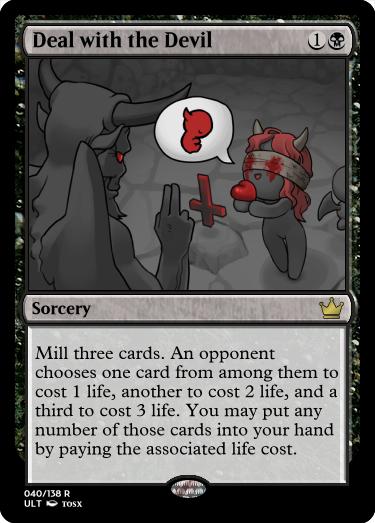 Deal with the Devil 1
Sorcery
Mill three cards. An opponent
chooses one card from among them to
cost 1 life, another to cost 2 life, and a
third to cost 3 life. You may put any
number of those cards into your hand
by paying the associated life cost.
040/138 R
ULT TOSX